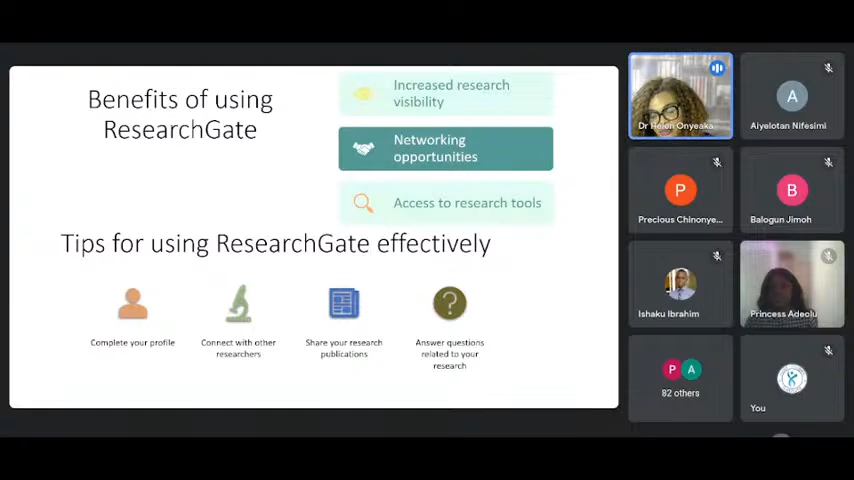 Benefits of using
ResearchGate
Increased research
visibility
Networking
opportunities
Access to research tools
Tips for using ResearchGate effectively
Complete your profile
Connect with other
researchers
Share your research
publications
Answer questions
related to your
research
Dr Helen Onyeaka
A
Aiyelotan Nifesimi
P
Precious Chinonye...
B
Balogun Jimoh
Ishaku Ibrahim
Princess Adeolu
P A
82 others
You